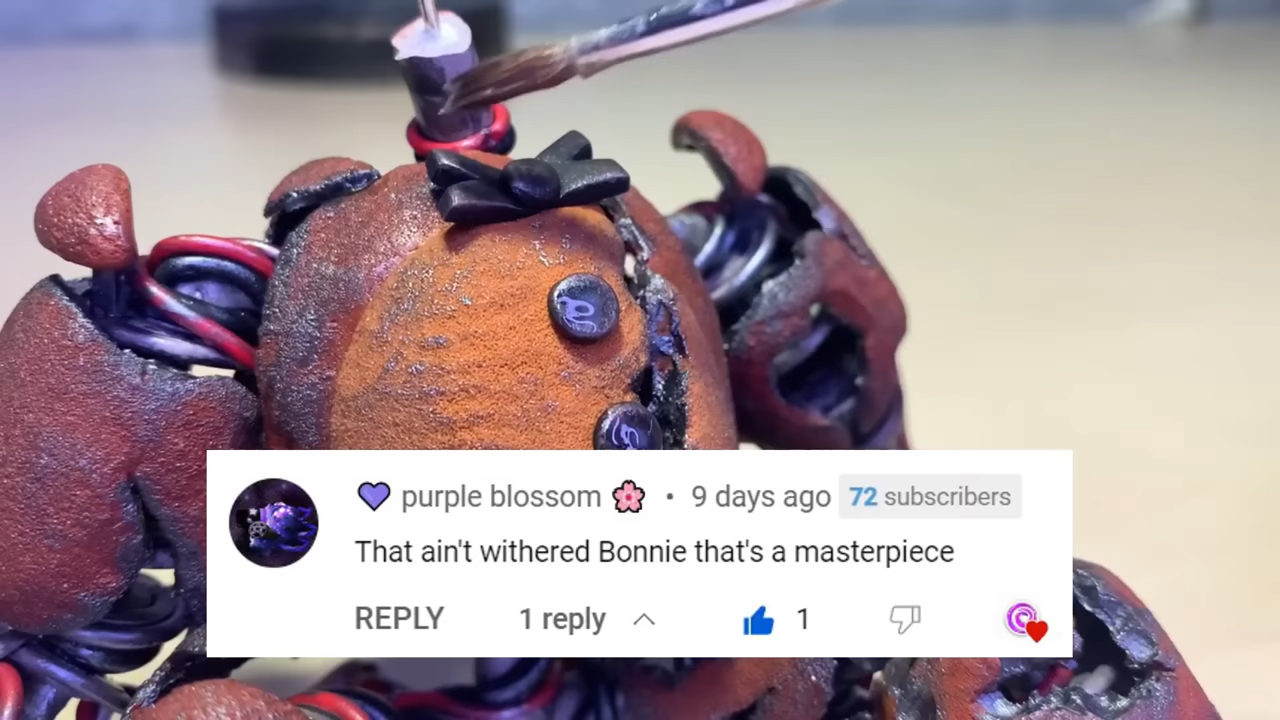 💜 purple blossom 🌸 • 9 days ago 72 subscribers
That ain't withered Bonnie that's a masterpiece
REPLY 1 reply 1